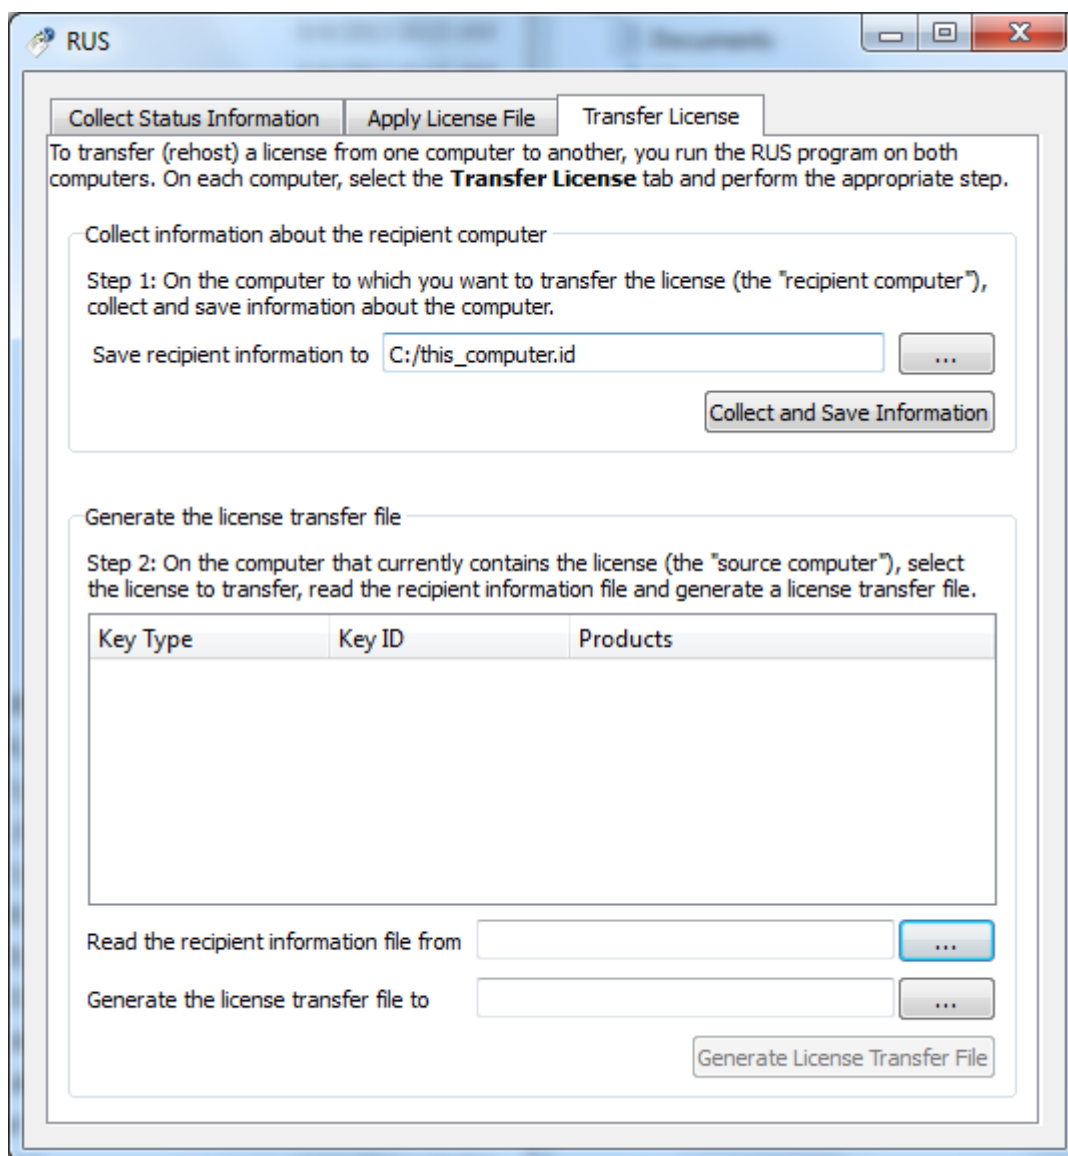 RUS
Collect Status Information
Apply License File
Transfer License
To transfer (rehost) a license from one computer to another, you run the RUS program on both
computers. On each computer, select the Transfer License tab and perform the appropriate step.
Collect information about the recipient computer
Step 1: On the computer to which you want to transfer the license (the "recipient computer"),
collect and save information about the computer.
Save recipient information to C:/this_computer.id ...
Collect and Save Information
Generate the license transfer file
Step 2: On the computer that currently contains the license (the "source computer"), select
the license to transfer, read the recipient information file and generate a license transfer file.
Key Type Key ID Products
Read the recipient information file from ...
Generate the license transfer file to ...
Generate License Transfer File